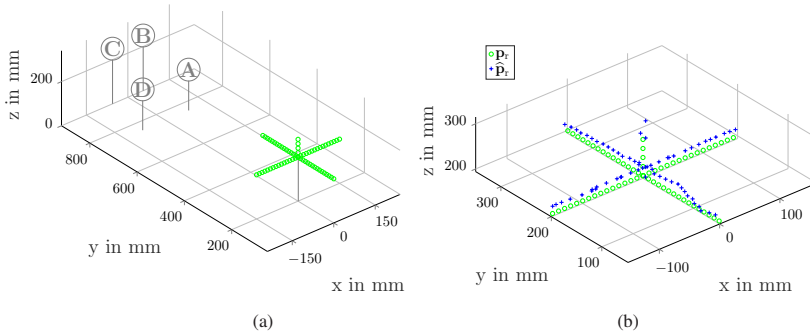 C
B
A
D
200
0
z in mm
800
600
400
200
y in mm
−150
0
150
x in mm
(a)
p_r
p̂_r
300
200
z in mm
300
200
100
y in mm
−100
0
100
x in mm
(b)